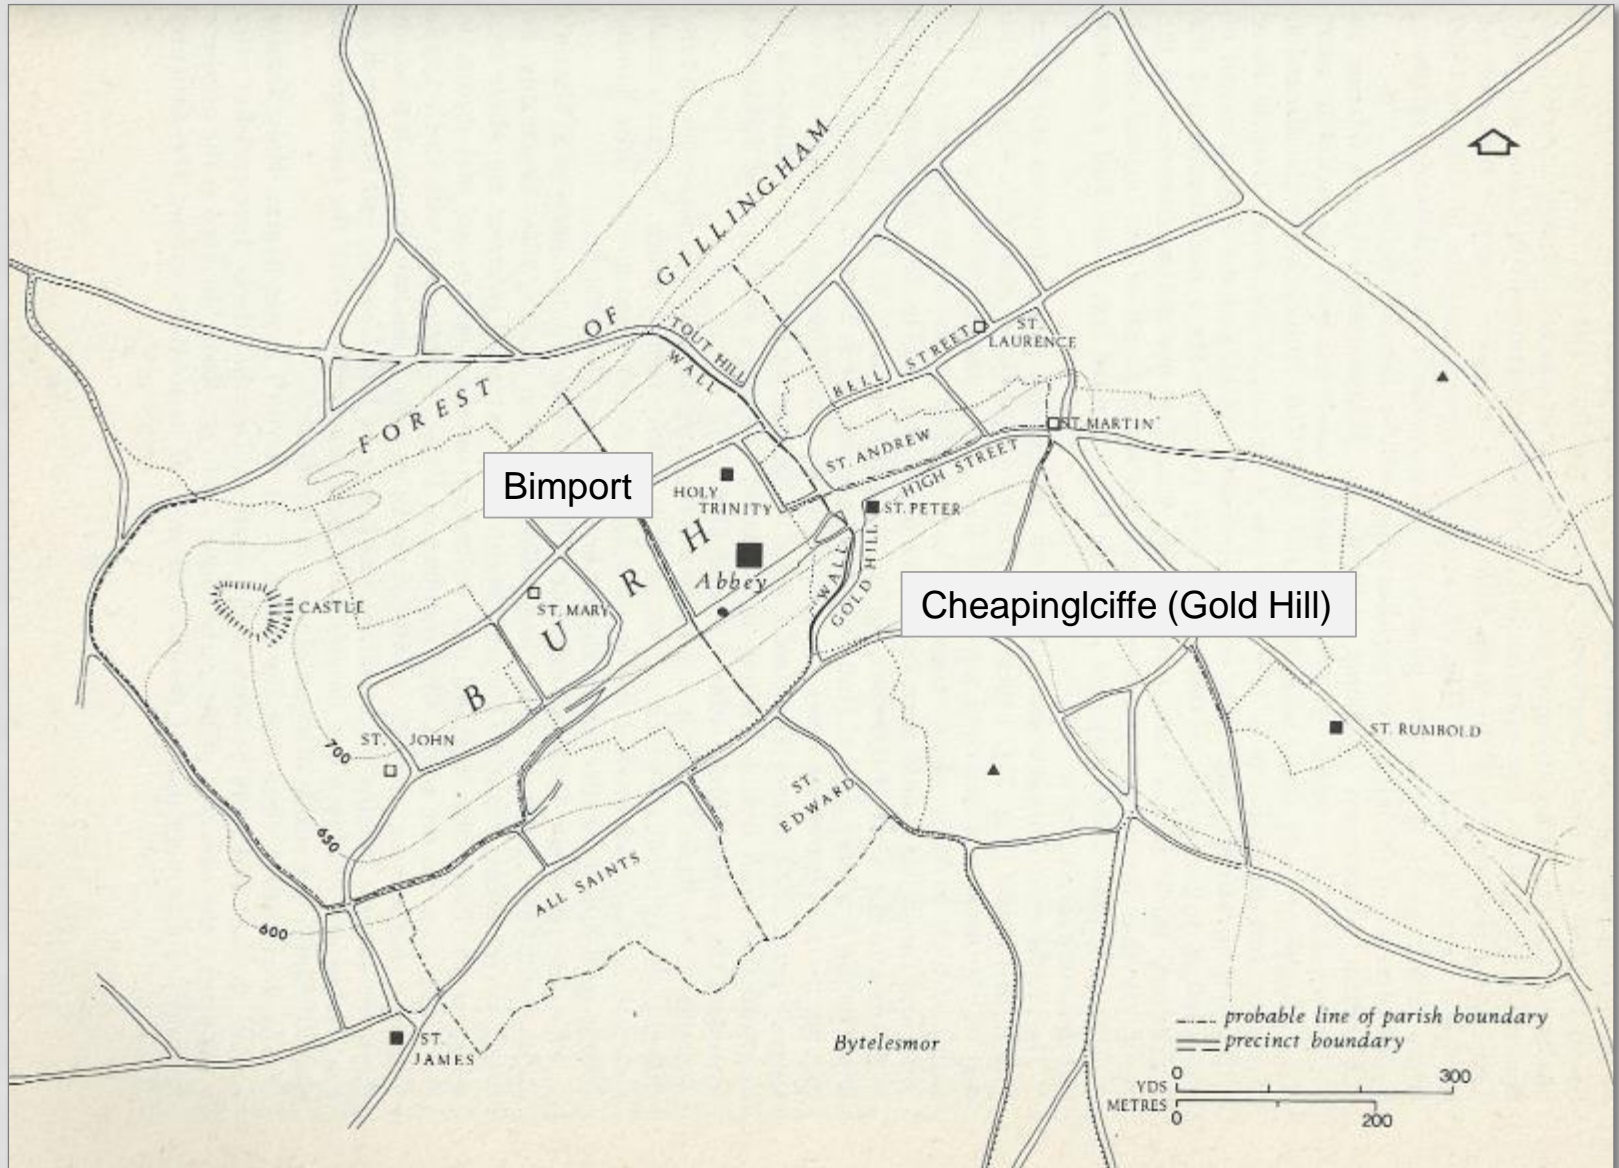 FOREST OF GILLINGHAM
TOUT HILL
WALL
BELL STREET
ST.
LAURENCE
ST. MARTIN
ST. ANDREW
HIGH STREET
Bimport
HOLY
TRINITY
ST. PETER
BURH
Abbey
WALL
GOLD HILL
Cheapinglciffe (Gold Hill)
CASTLE
ST. MARY
ST. JOHN
700
650
600
ST. RUMBOLD
ST.
EDWARD
ALL SAINTS
ST.
JAMES
Bytelesmor
probable line of parish boundary
precinct boundary
0 300
YDS
METRES
0 200